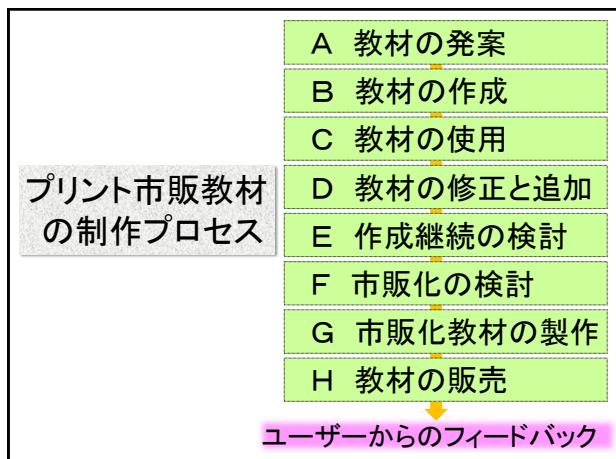 プリント市販教材
の制作プロセス
A 教材の発案
B 教材の作成
C 教材の使用
D 教材の修正と追加
E 作成継続の検討
F 市販化の検討
G 市販化教材の製作
H 教材の販売
ユーザーからのフィードバック